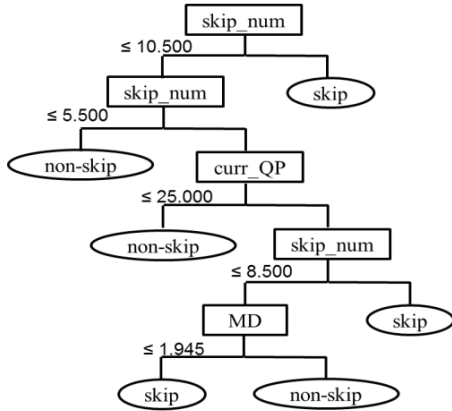 skip_num
≤ 10.500
skip_num
skip
≤ 5.500
non-skip
curr_QP
≤ 25.000
non-skip
skip_num
≤ 8.500
MD
skip
≤ 1.945
skip
non-skip